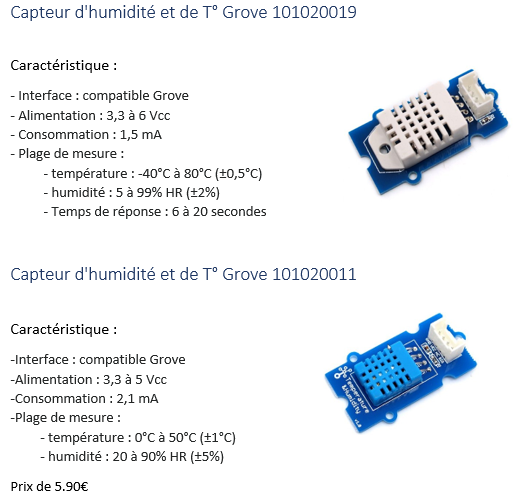 Capteur d'humidité et de T° Grove 101020019
Caractéristique :
- Interface : compatible Grove
- Alimentation : 3,3 à 6 Vcc
- Consommation : 1,5 mA
- Plage de mesure :
- température : -40°C à 80°C (±0,5°C)
- humidité : 5 à 99% HR (±2%)
- Temps de réponse : 6 à 20 secondes
Capteur d'humidité et de T° Grove 101020011
Caractéristique :
-Interface : compatible Grove
-Alimentation : 3,3 à 5 Vcc
-Consommation : 2,1 mA
-Plage de mesure :
- température : 0°C à 50°C (±1°C)
- humidité : 20 à 90% HR (±5%)
Temperature
&Humidity
Prix de 5.90€